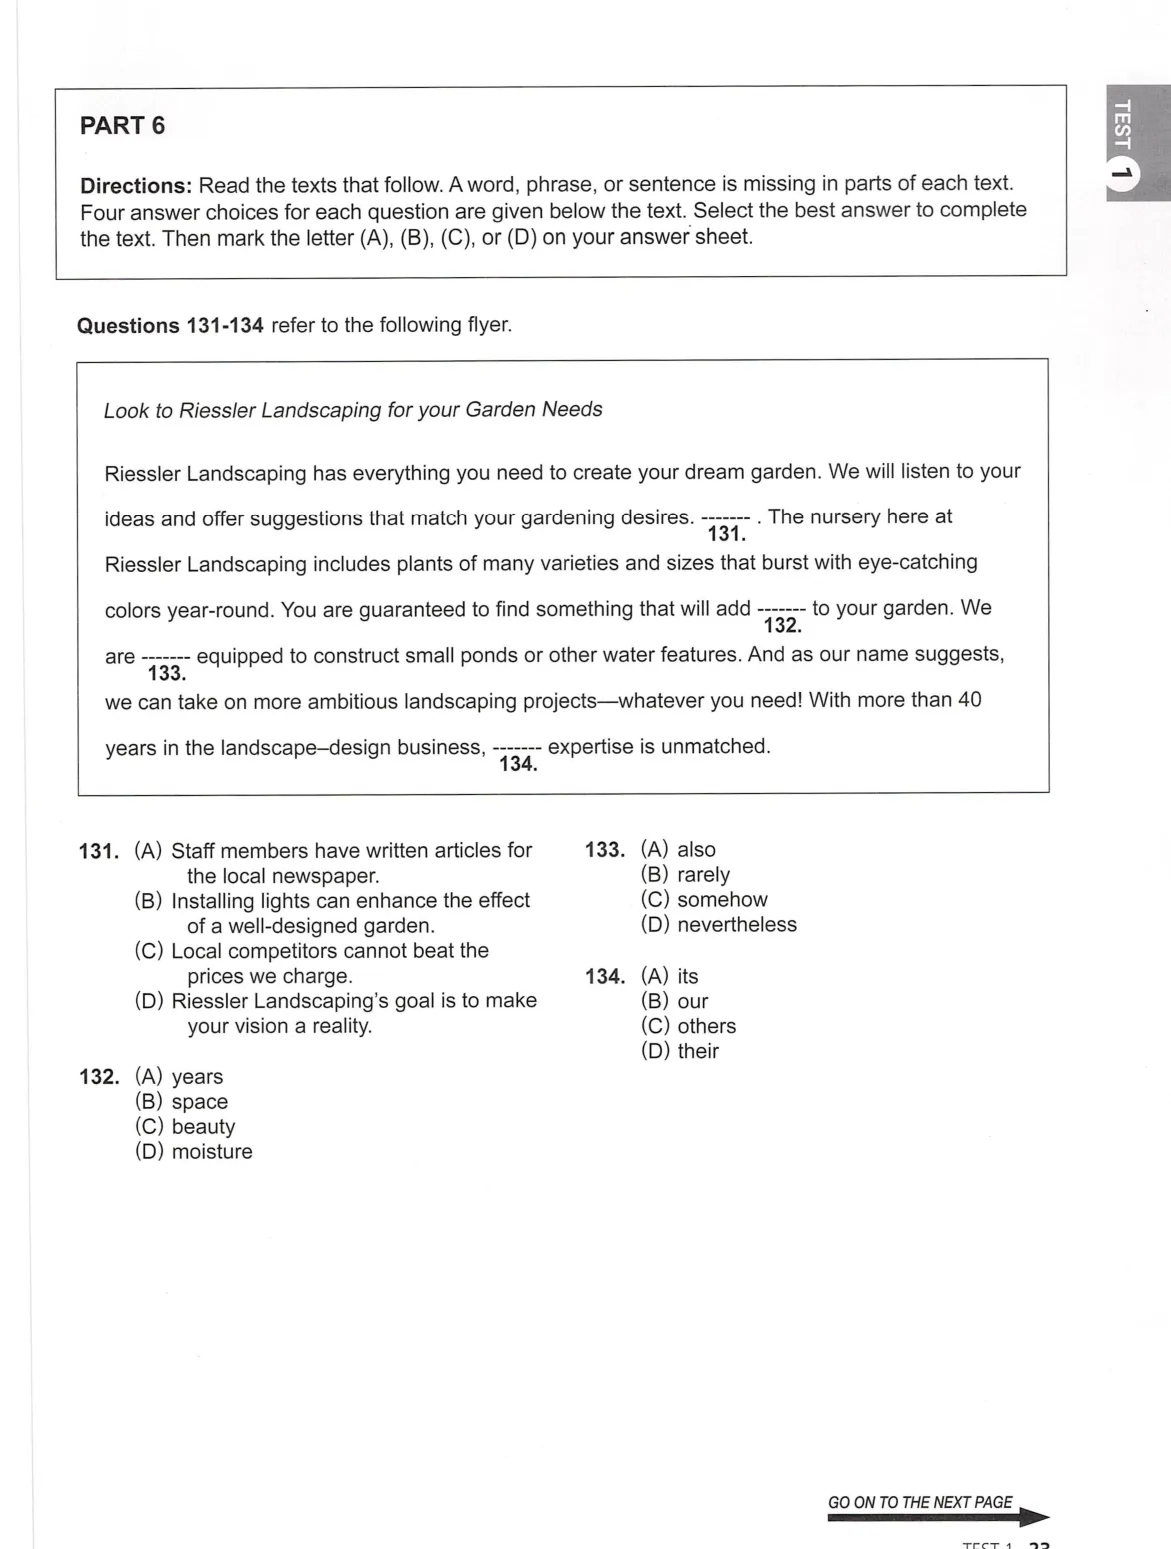 TEST 1
PART 6
Directions: Read the texts that follow. A word, phrase, or sentence is missing in parts of each text.
Four answer choices for each question are given below the text. Select the best answer to complete
the text. Then mark the letter (A), (B), (C), or (D) on your answer sheet.
Questions 131-134 refer to the following flyer.
Look to Riessler Landscaping for your Garden Needs
Riessler Landscaping has everything you need to create your dream garden. We will listen to your
ideas and offer suggestions that match your gardening desires. ------- . The nursery here at
131.
Riessler Landscaping includes plants of many varieties and sizes that burst with eye-catching
colors year-round. You are guaranteed to find something that will add ------- to your garden. We
132.
are ------- equipped to construct small ponds or other water features. And as our name suggests,
133.
we can take on more ambitious landscaping projects—whatever you need! With more than 40
years in the landscape–design business, ------- expertise is unmatched.
134.
131. (A) Staff members have written articles for
the local newspaper.
(B) Installing lights can enhance the effect
of a well-designed garden.
(C) Local competitors cannot beat the
prices we charge.
(D) Riessler Landscaping's goal is to make
your vision a reality.
132. (A) years
(B) space
(C) beauty
(D) moisture
133. (A) also
(B) rarely
(C) somehow
(D) nevertheless
134. (A) its
(B) our
(C) others
(D) their
GO ON TO THE NEXT PAGE
TEST 1 23